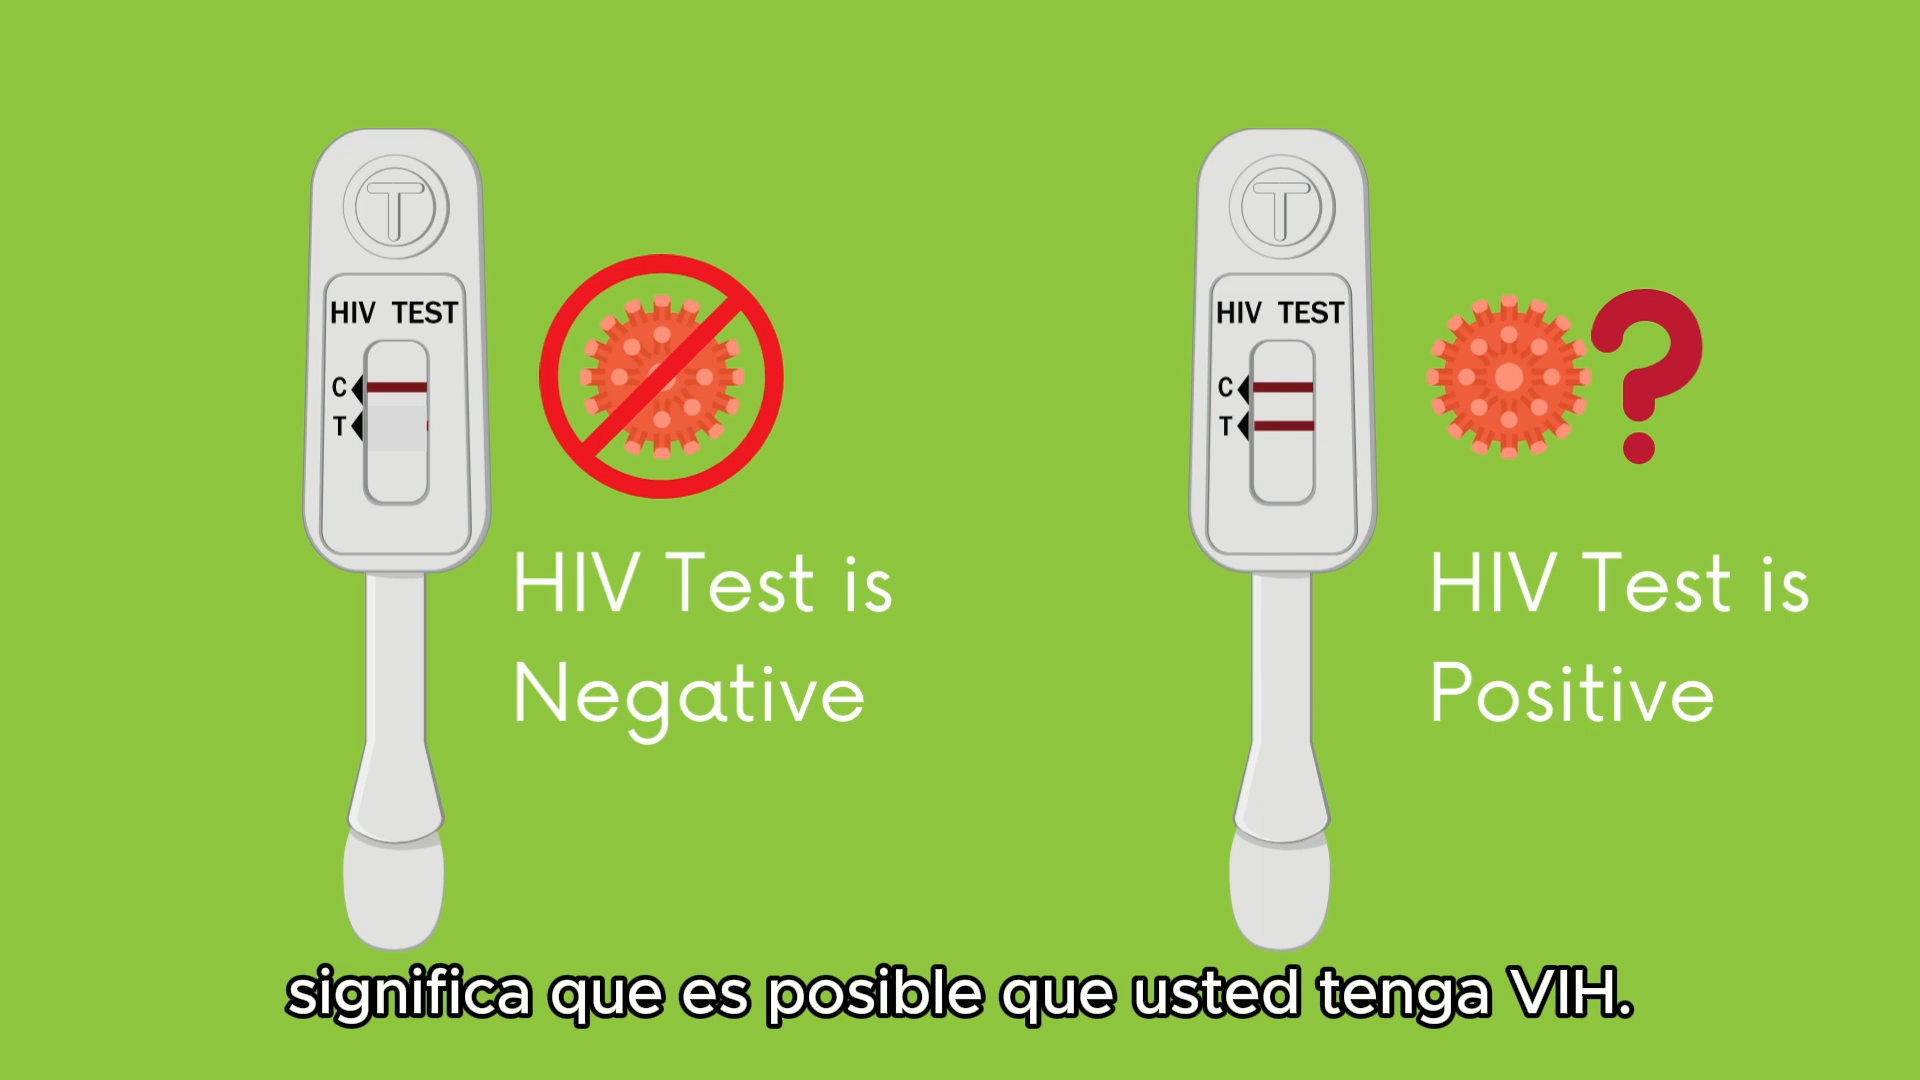 T
HIV TEST
C
T
HIV Test is
Negative
T
HIV TEST
C
T
HIV Test is
Positive
significa que es posible que usted tenga VIH.